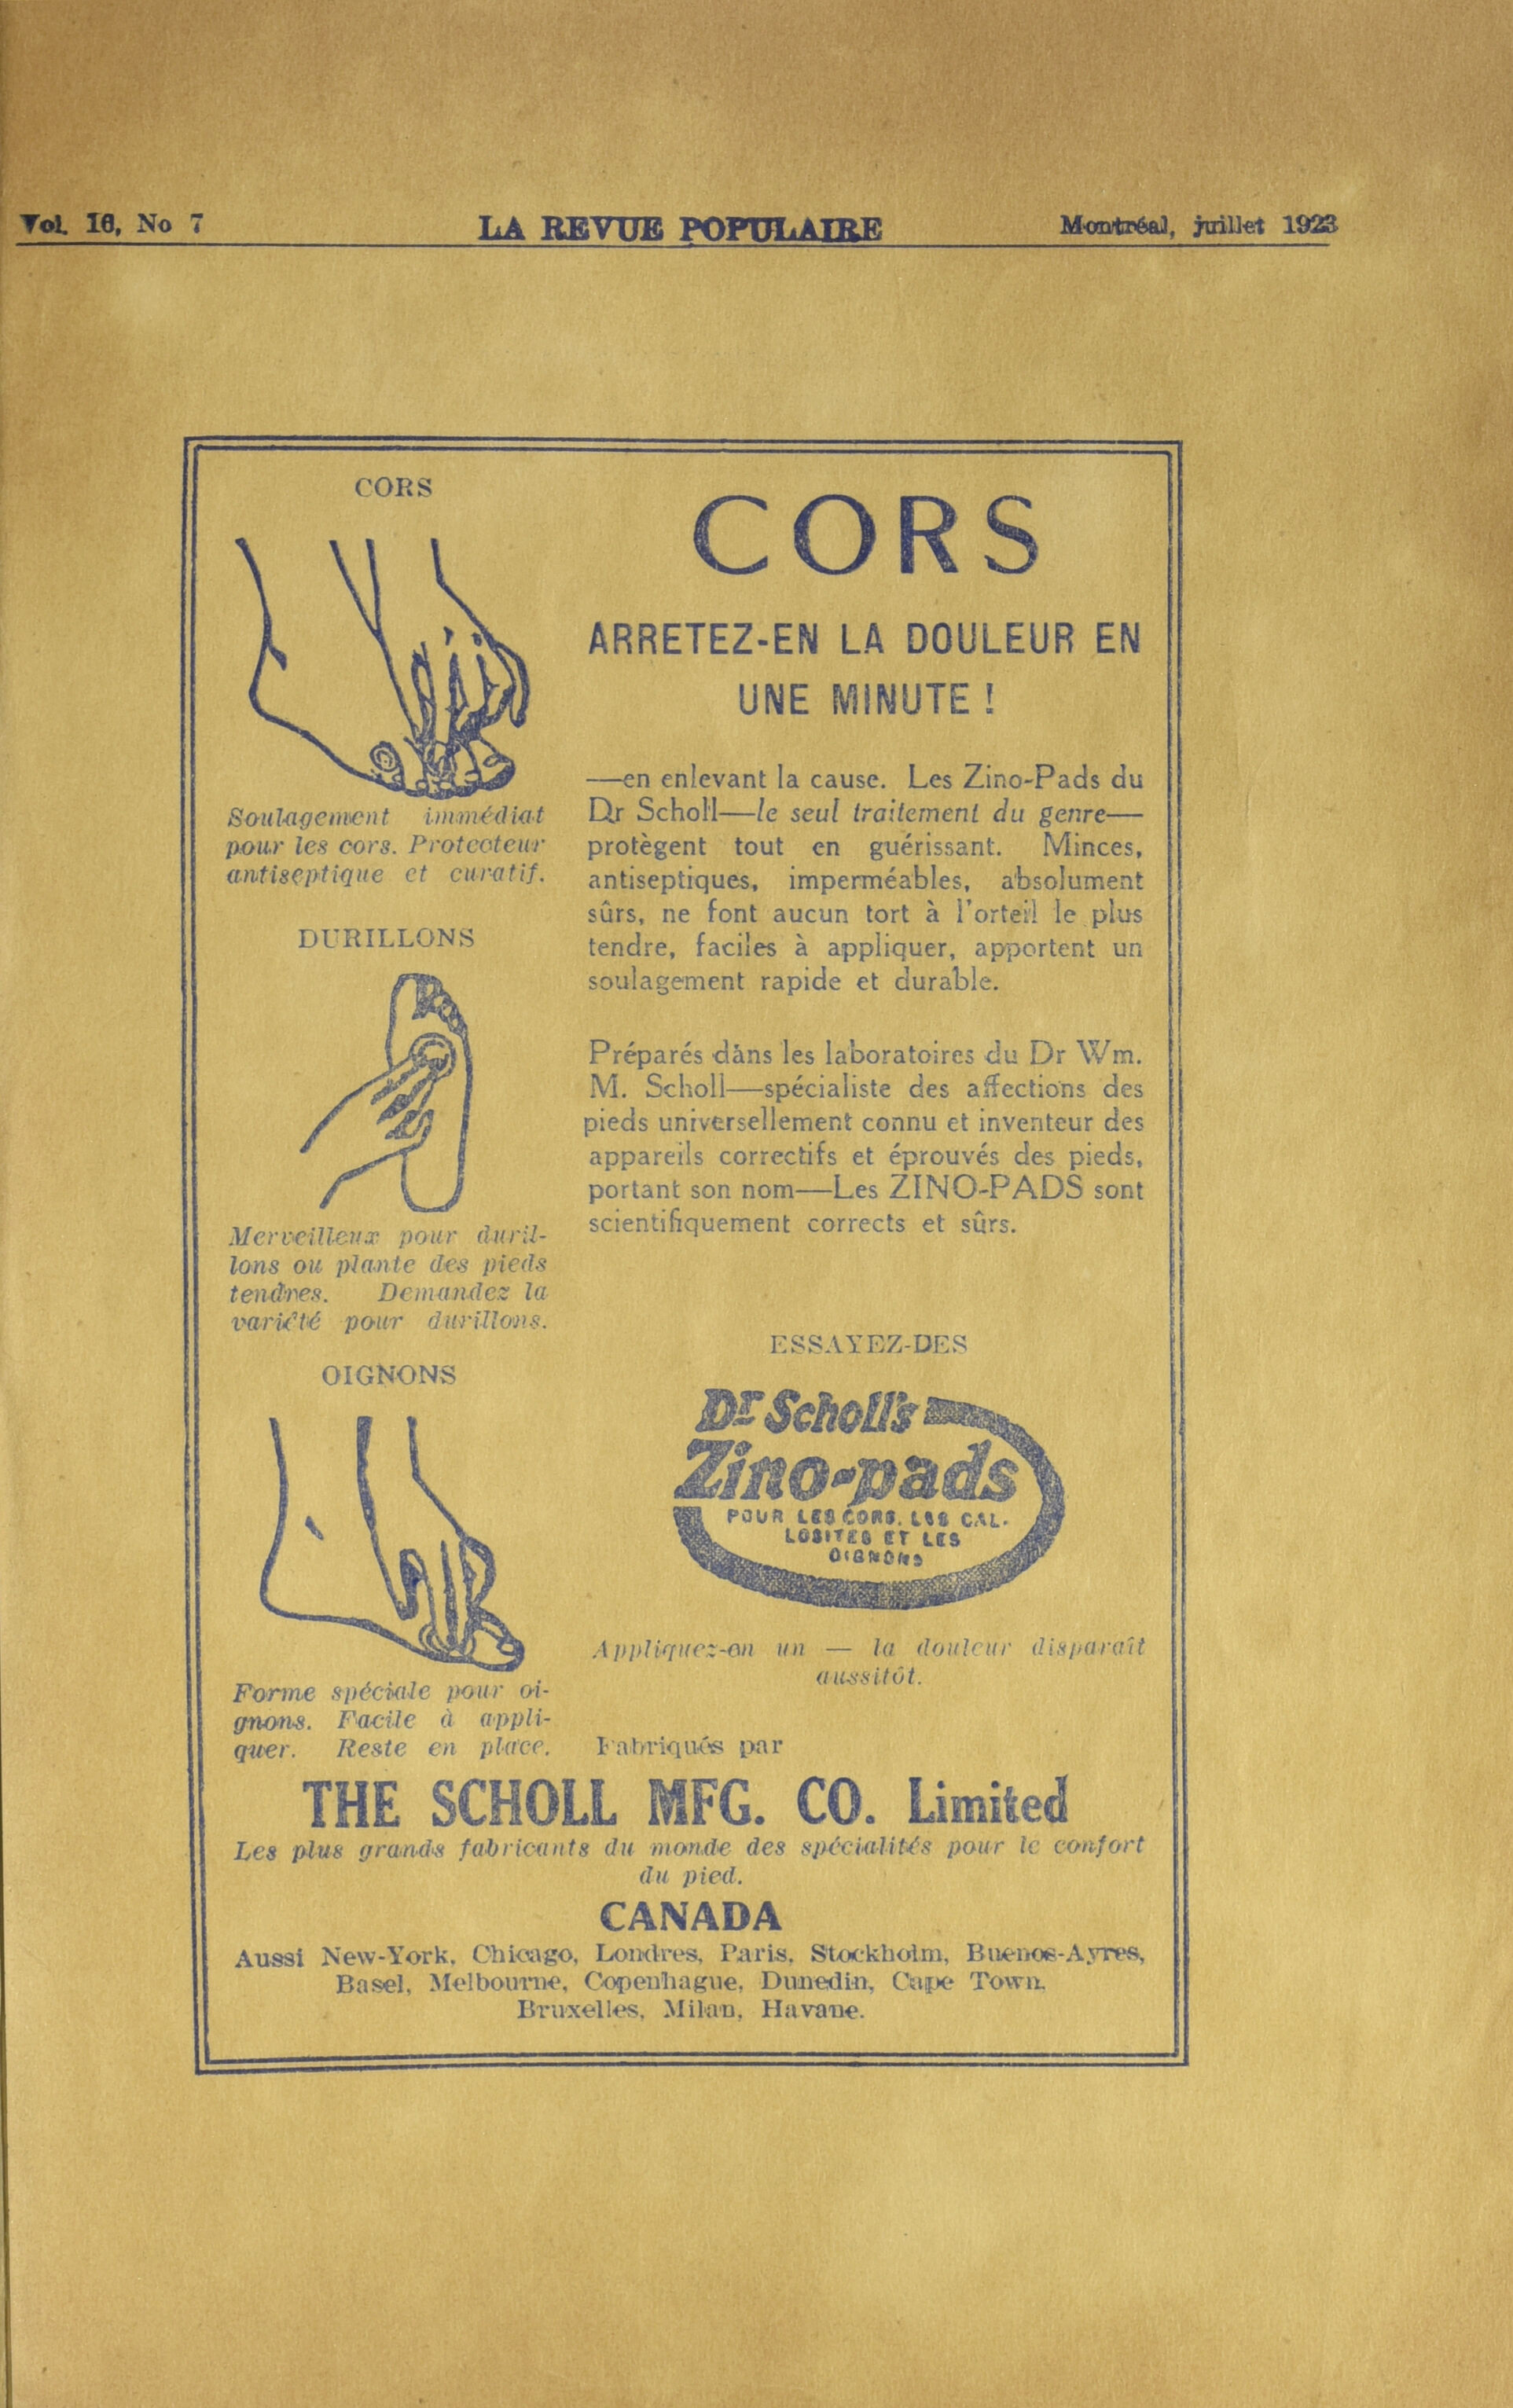 Vol. 16, No 7 LA REVUE POPULAIRE Montréal, juillet 1923
CORS
Soulagement immédiat
pour les cors. Protecteur
antiseptique et curatif.
DURILLONS
Merveilleux pour duril-
lons ou plante des pieds
tendres. Demandez la
variété pour durillons.
OIGNONS
Forme spéciale pour oi-
gnons. Facile à appli-
quer. Reste en place.
CORS
ARRETEZ-EN LA DOULEUR EN
UNE MINUTE !
—en enlevant la cause. Les Zino-Pads du
Dr Scholl—le seul traitement du genre—
protègent tout en guérissant. Minces,
antiseptiques, imperméables, absolument
sûrs, ne font aucun tort à l'orteil le plus
tendre, faciles à appliquer, apportent un
soulagement rapide et durable.
Préparés dans les laboratoires du Dr Wm.
M. Scholl—spécialiste des affections des
pieds universellement connu et inventeur des
appareils correctifs et éprouvés des pieds,
portant son nom—Les ZINO-PADS sont
scientifiquement corrects et sûrs.
ESSAYEZ-DES
Dr Scholl's
Zino-pads
POUR LES CORS. LES CAL-
LOSITES ET LES
OIGNONS
Appliquez-en un — la douleur disparaît
aussitôt.
Fabriqués par
THE SCHOLL MFG. CO. Limited
Les plus grands fabricants du monde des spécialités pour le confort
du pied.
CANADA
Aussi New-York, Chicago, Londres, Paris, Stockholm, Buenos-Ayres,
Basel, Melbourne, Copenhague, Dunedin, Cape Town,
Bruxelles, Milan, Havane.